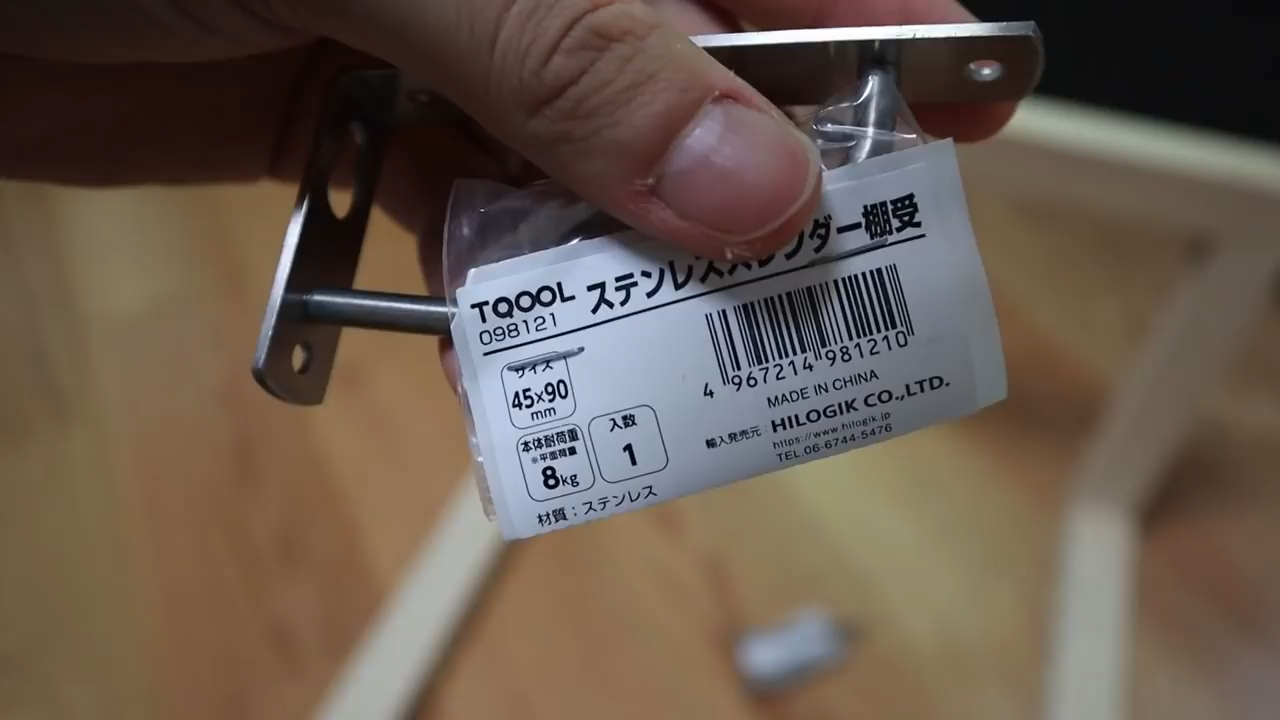 TQOOL ステンレススレンダー棚受
098121
サイズ
45×90
mm
本体耐荷重
※平面荷重
8kg
入数
1
材質：ステンレス
4 967214 981210
MADE IN CHINA
輸入発売元：HILOGIK CO.,LTD.
https://www.hilogik.jp
TEL.06-6744-5476